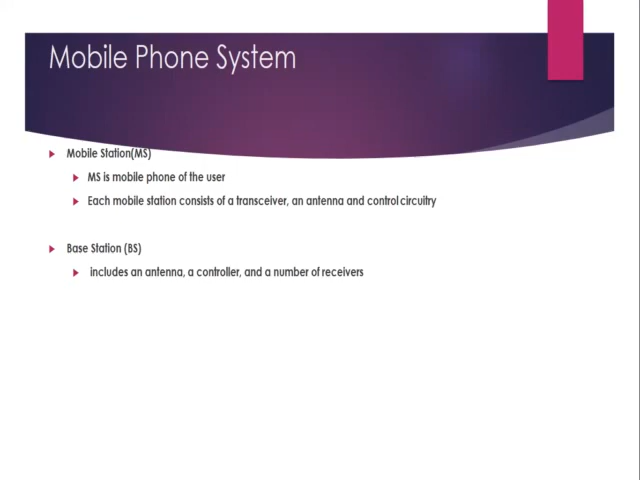 Mobile Phone System
Mobile Station(MS)
MS is mobile phone of the user
Each mobile station consists of a transceiver, an antenna and control circuitry
Base Station (BS)
includes an antenna, a controller, and a number of receivers